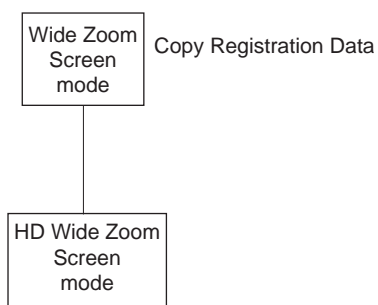 Wide Zoom
Screen
mode
Copy Registration Data
HD Wide Zoom
Screen
mode